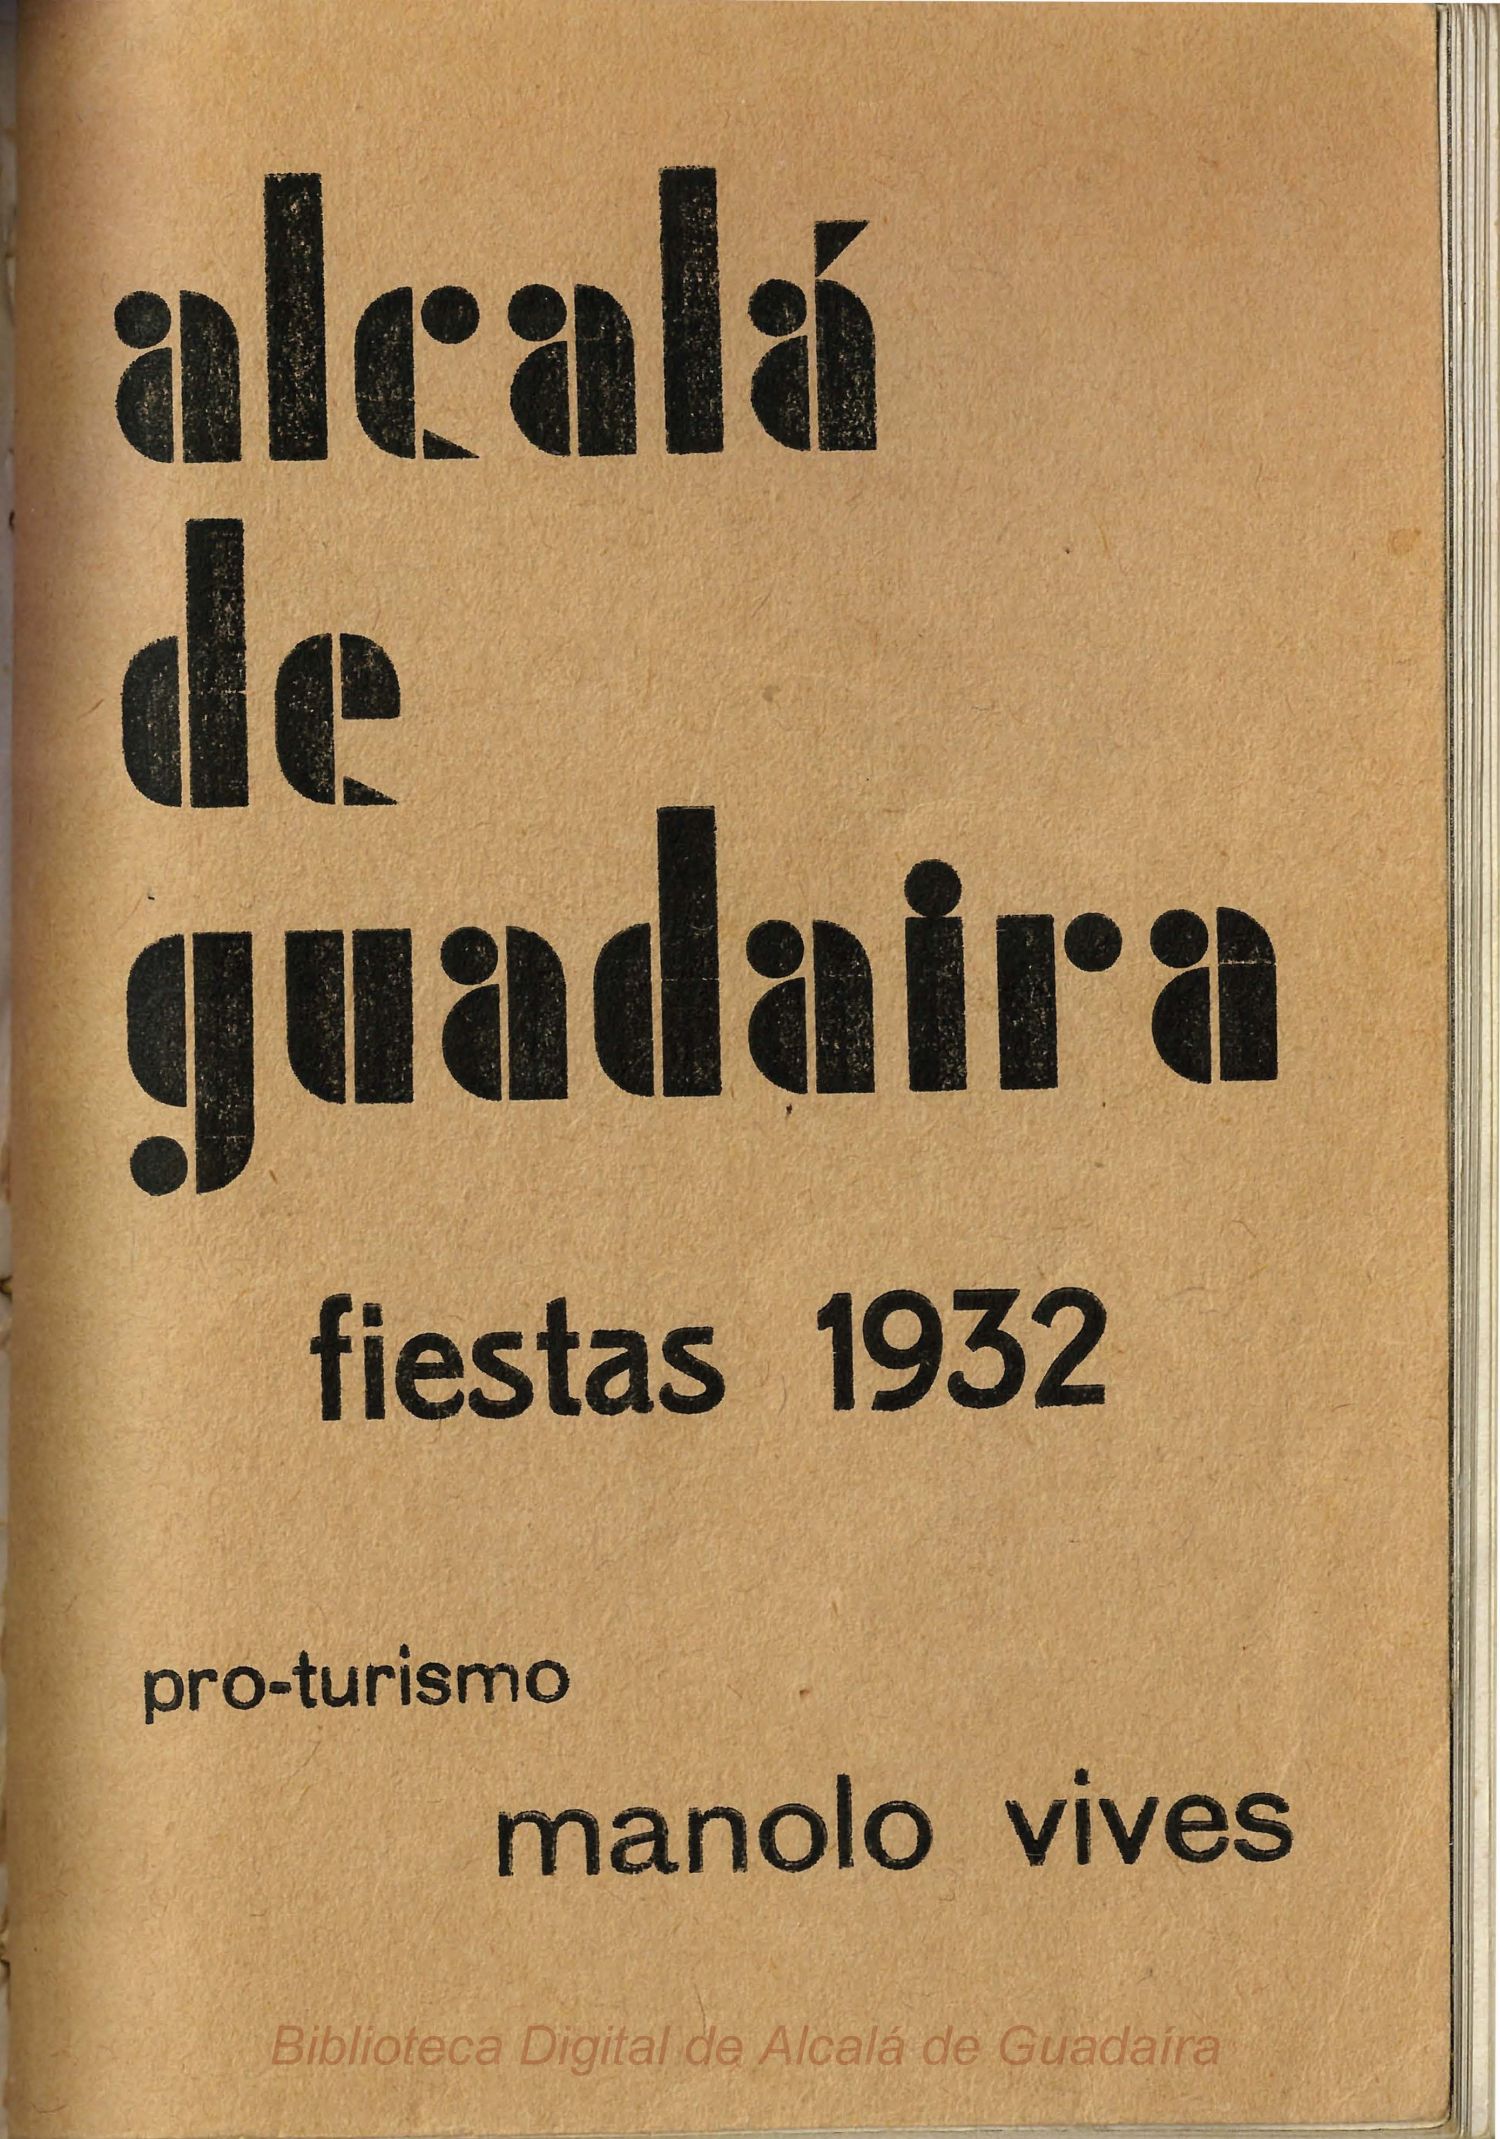 alcalá
de
guadaira
fiestas 1932
pro-turismo
manolo vives
Biblioteca Digital de Alcalá de Guadaíra